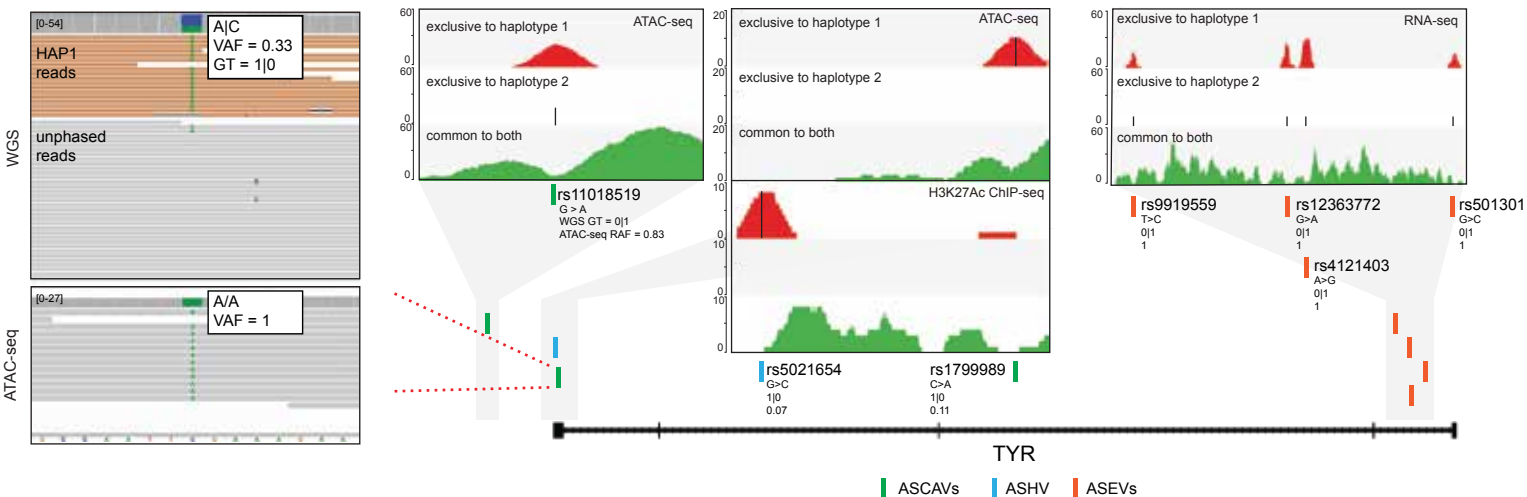 WGS
[0-54]
A|C
VAF = 0.33
GT = 1|0
HAP1
reads
unphased
reads
ATAC-seq
[0-27]
A/A
VAF = 1
60
exclusive to haplotype 1
ATAC-seq
0
60
exclusive to haplotype 2
0
60
common to both
0
rs11018519
G > A
WGS GT = 0|1
ATAC-seq RAF = 0.83
20
exclusive to haplotype 1
ATAC-seq
0
20
exclusive to haplotype 2
0
20
common to both
0
10
H3K27Ac ChIP-seq
0
10
0
10
0
rs5021654
G>C
1|0
0.07
rs1799989
C>A
1|0
0.11
60
exclusive to haplotype 1
RNA-seq
0
60
exclusive to haplotype 2
0
60
common to both
0
rs9919559
T>C
0|1
1
rs12363772
G>A
0|1
1
rs4121403
A>G
0|1
1
rs501301
G>C
0|1
1
TYR
ASCAVs
ASHV
ASEVs